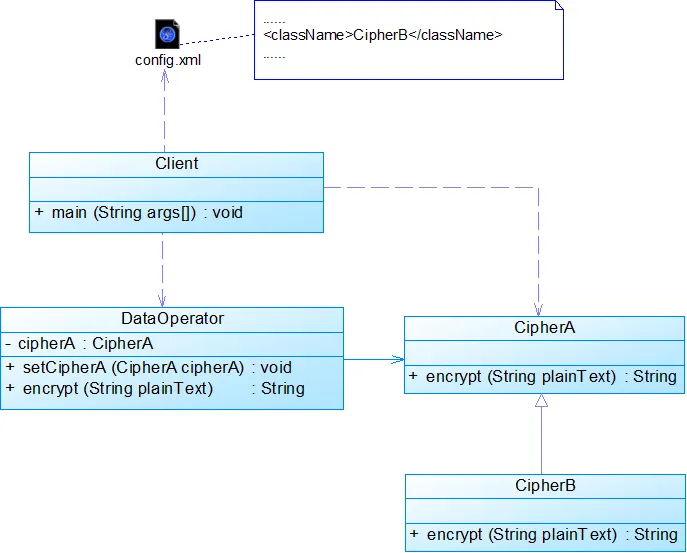 ......
<className>CipherB</className>
......
config.xml
Client
+ main (String args[]) : void
DataOperator
- cipherA : CipherA
+ setCipherA (CipherA cipherA) : void
+ encrypt (String plainText) : String
CipherA
+ encrypt (String plainText) : String
CipherB
+ encrypt (String plainText) : String